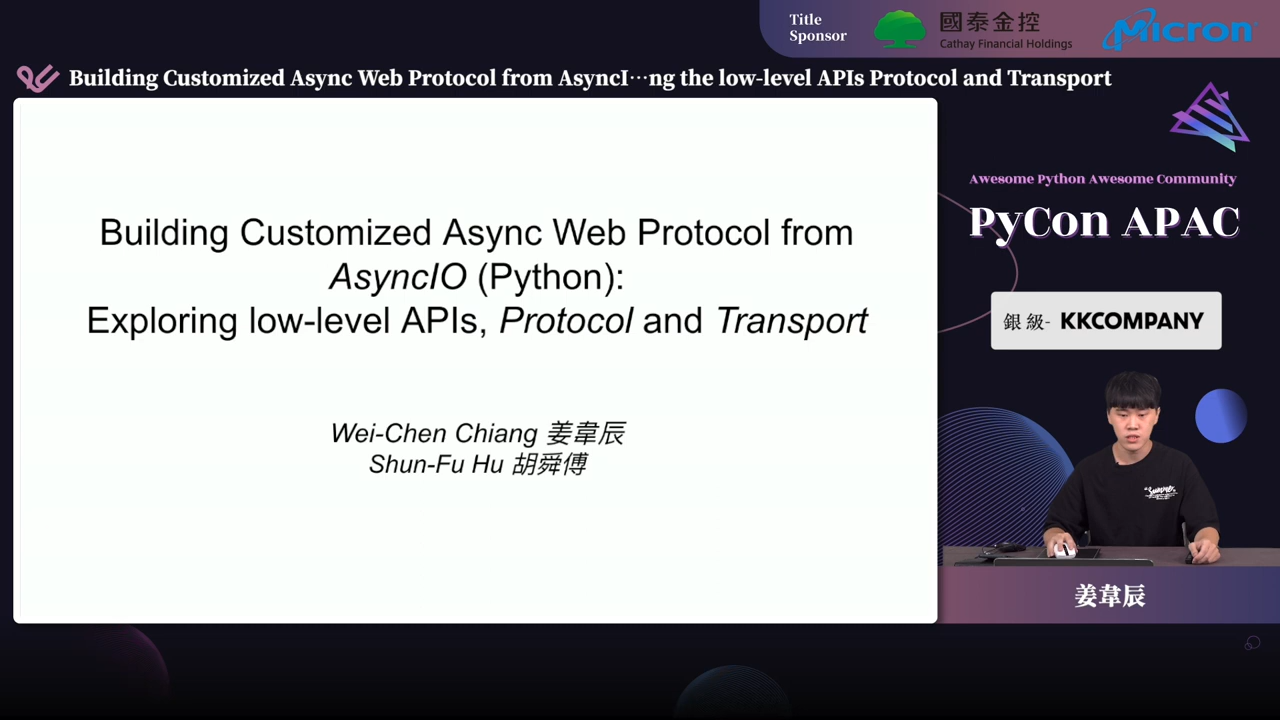 Title
Sponsor
國泰金控
Cathay Financial Holdings
Micron
Building Customized Async Web Protocol from AsyncI…ng the low-level APIs Protocol and Transport
Building Customized Async Web Protocol from
AsyncIO (Python):
Exploring low-level APIs, Protocol and Transport
Wei-Chen Chiang 姜韋辰
Shun-Fu Hu 胡舜傅
Awesome Python Awesome Community
PyCon APAC
銀 級- KKCOMPANY
姜韋辰